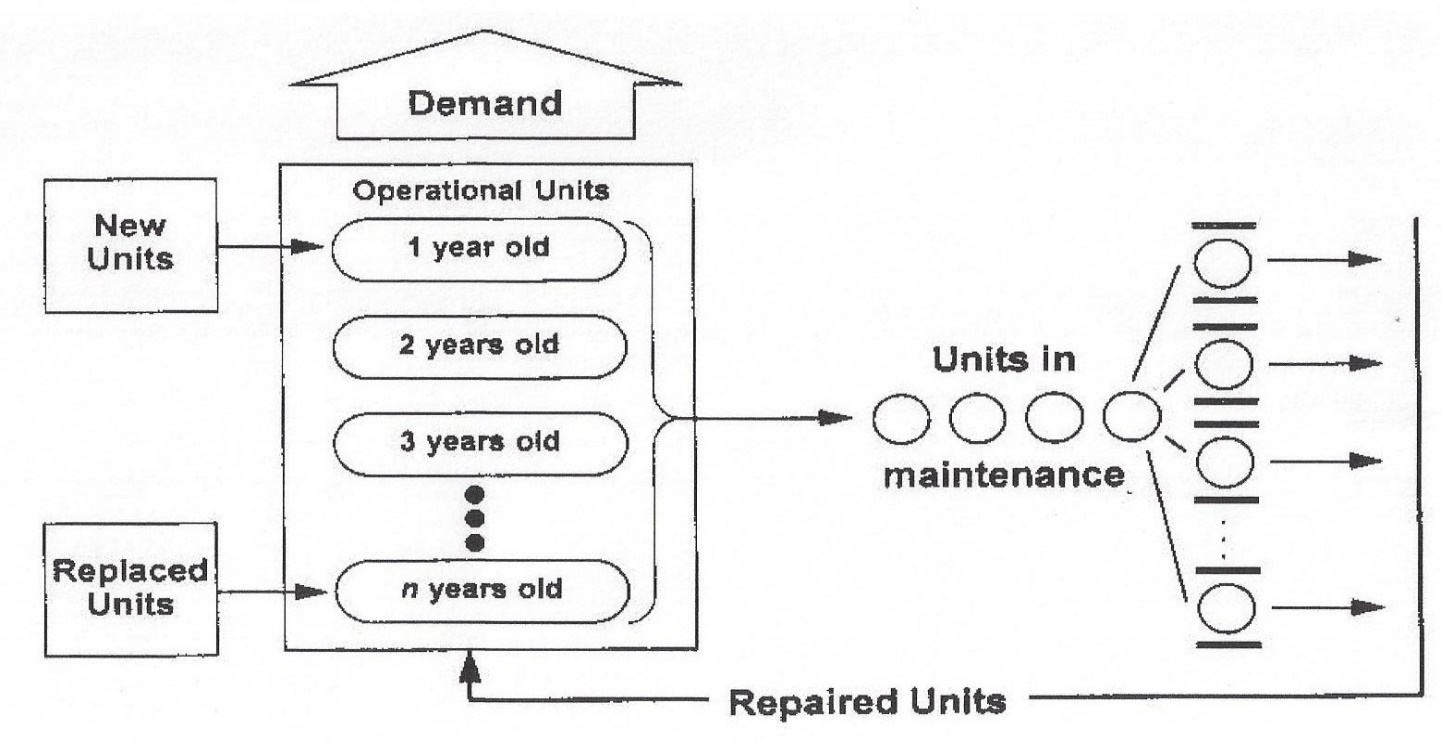 Demand
Operational Units
New
Units
1 year old
2 years old
3 years old
n years old
Replaced
Units
Units in
maintenance
Repaired Units